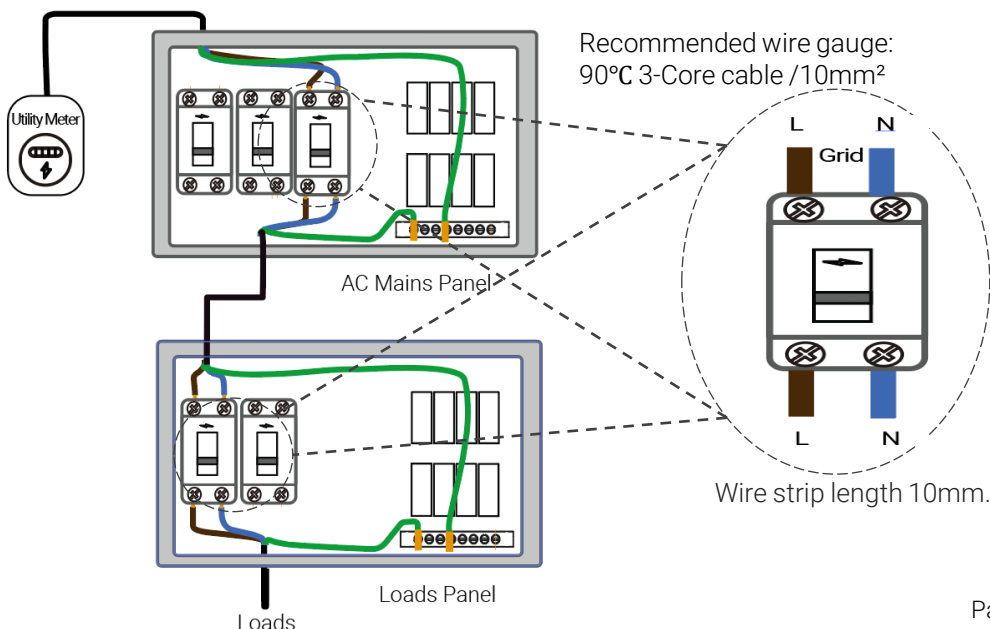 Recommended wire gauge:
90℃ 3-Core cable /10mm²
Utility Meter
L N
Grid
AC Mains Panel
L N
Wire strip length 10mm.
Loads Panel
Loads
Pa